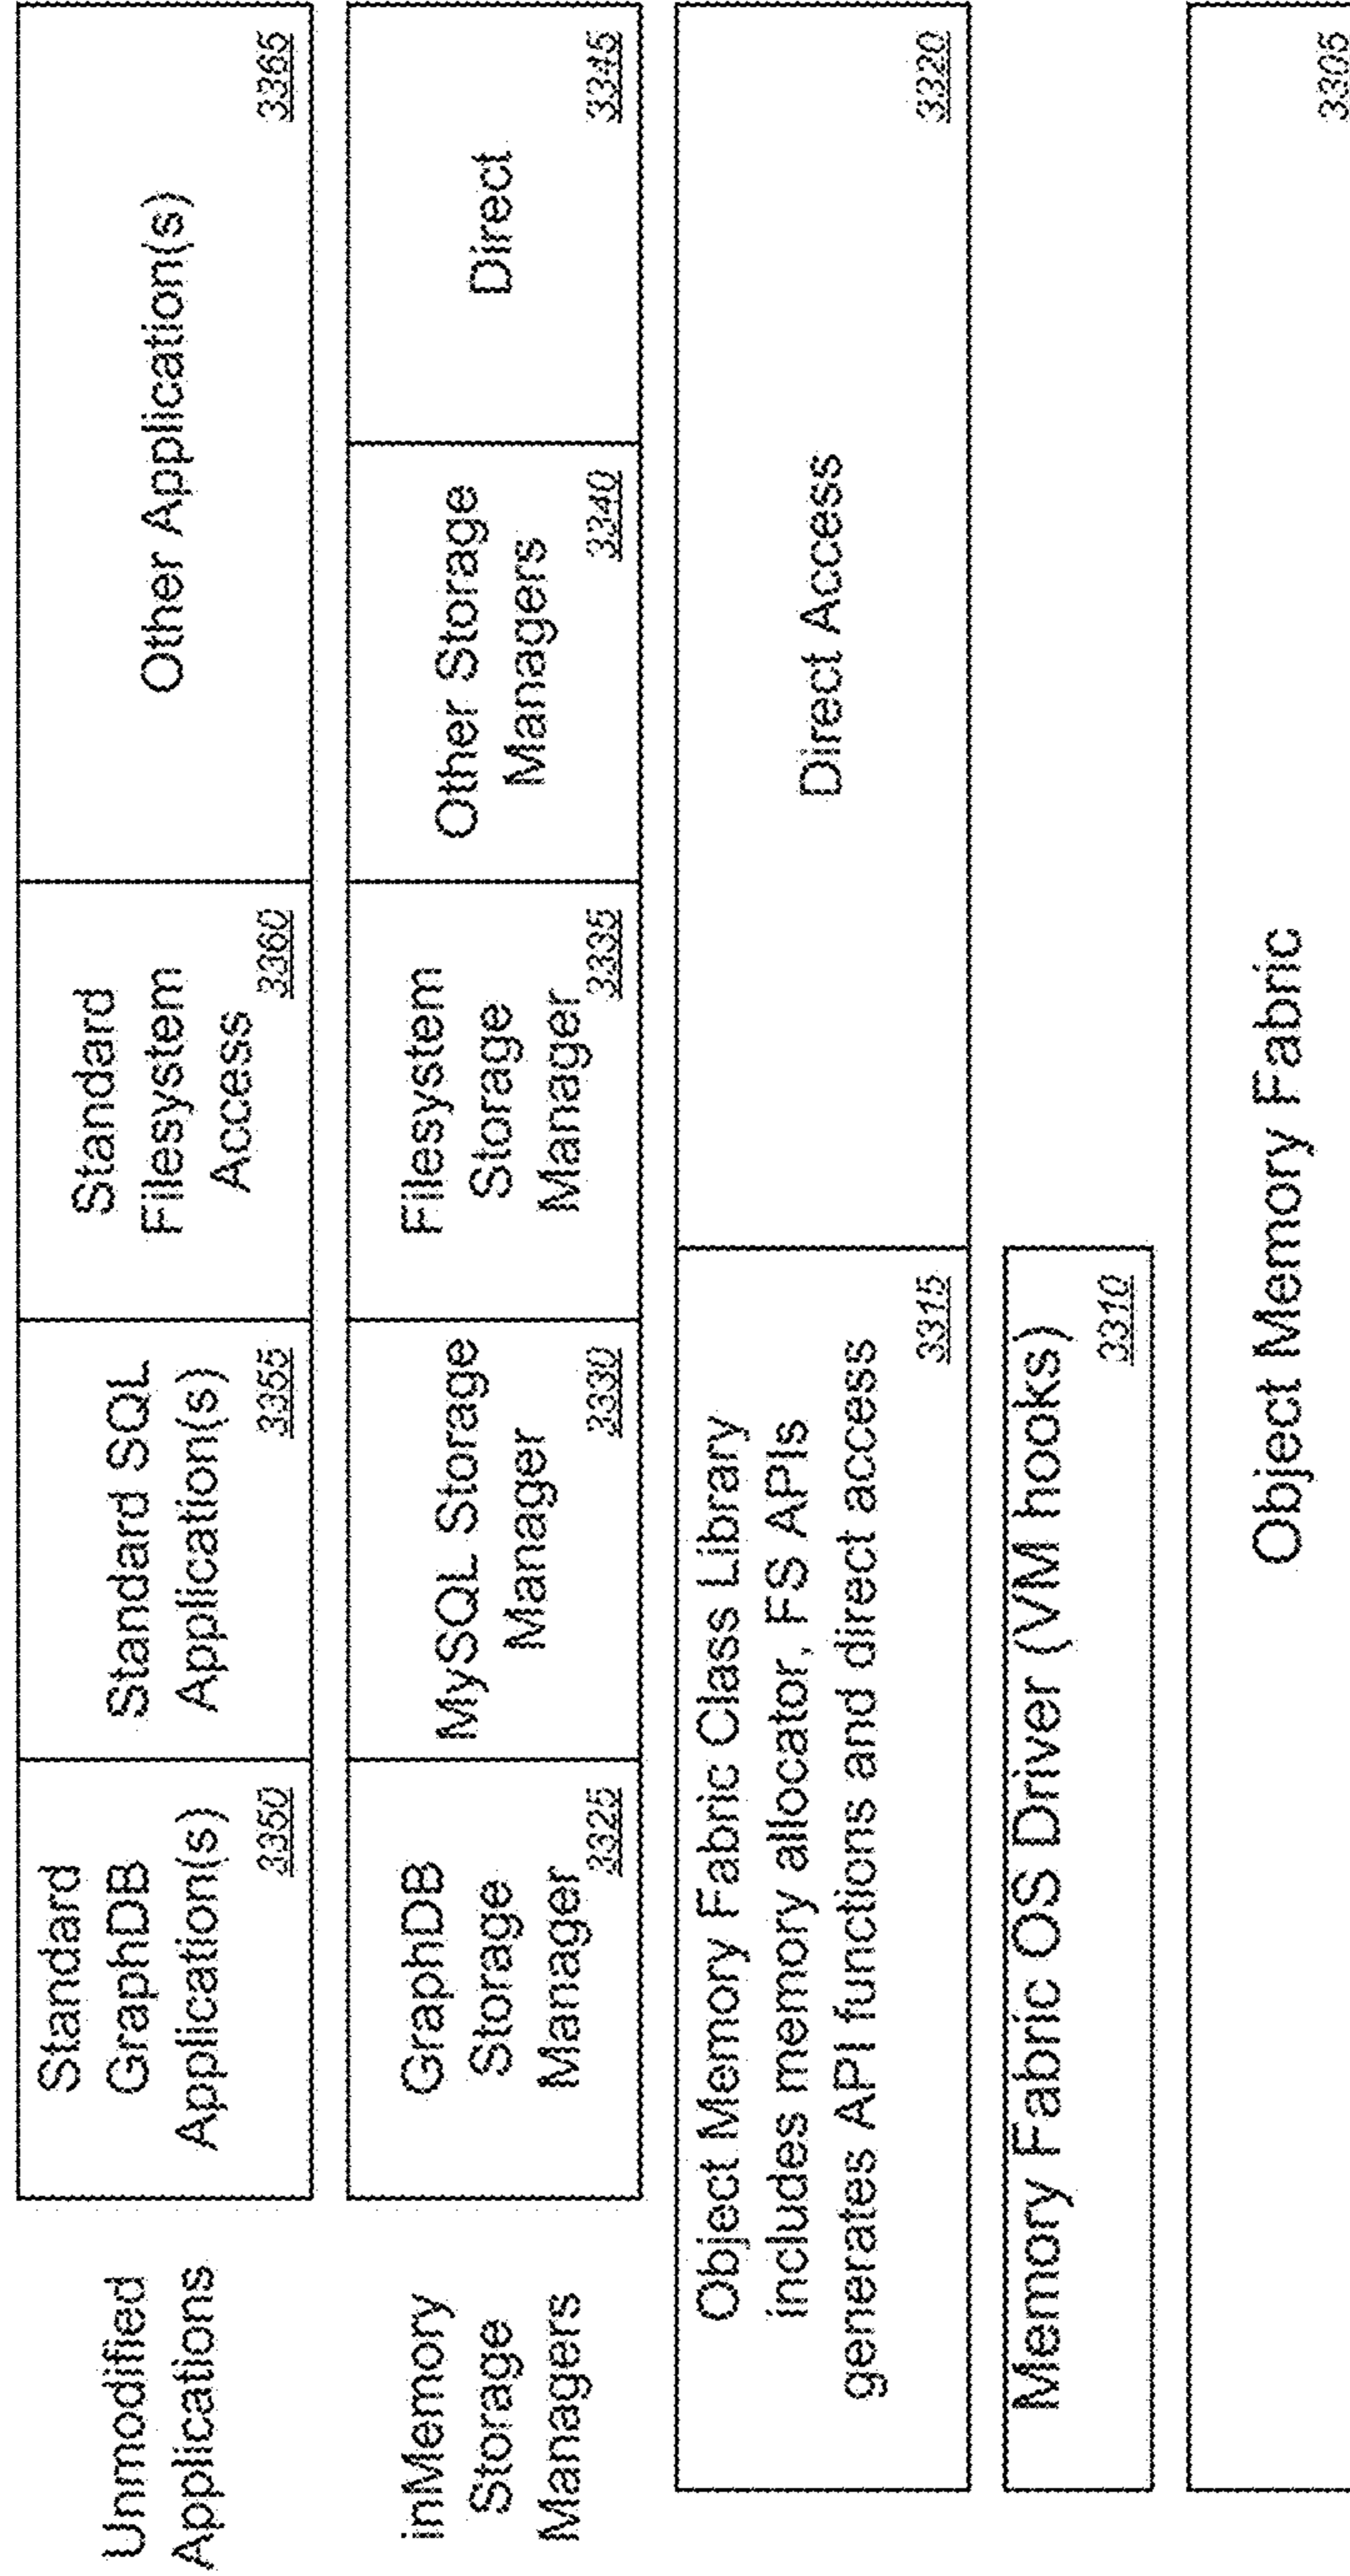 Unmodified
Applications
Standard
GraphDB
Application(s)
3350
Standard SQL
Application(s)
3355
Standard
Filesystem
Access
3360
Other Application(s)
3365
inMemory
Storage
Managers
GraphDB
Storage
Manager
3325
MySQL Storage
Manager
3330
Filesystem
Storage
Manager
3335
Other Storage
Managers
3340
Direct
3345
Object Memory Fabric Class Library
includes memory allocator, FS APIs
generates API functions and direct access
3315
Direct Access
3320
Memory Fabric OS Driver (VM hooks)
3310
Object Memory Fabric
3305